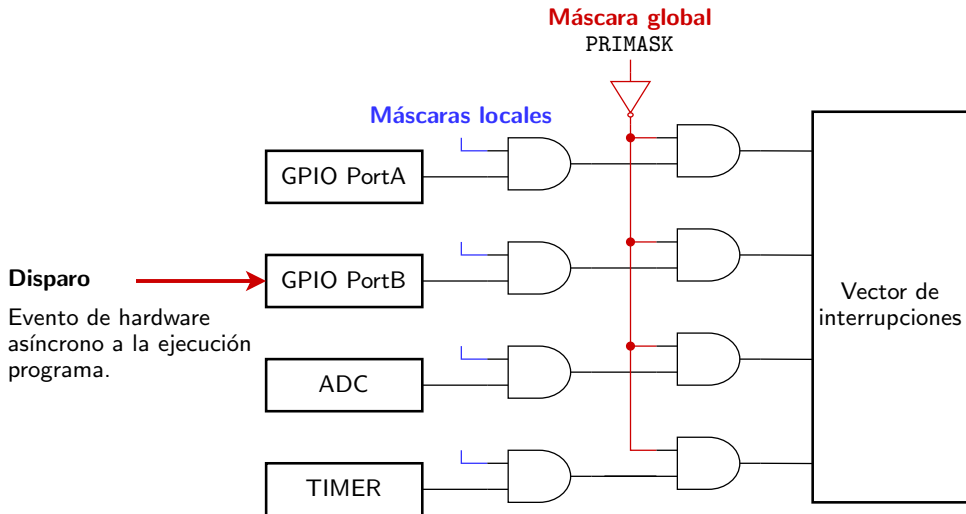 Máscara global
PRIMASK
Máscaras locales
GPIO PortA
Disparo
Evento de hardware
asíncrono a la ejecución
programa.
GPIO PortB
ADC
TIMER
Vector de
interrupciones